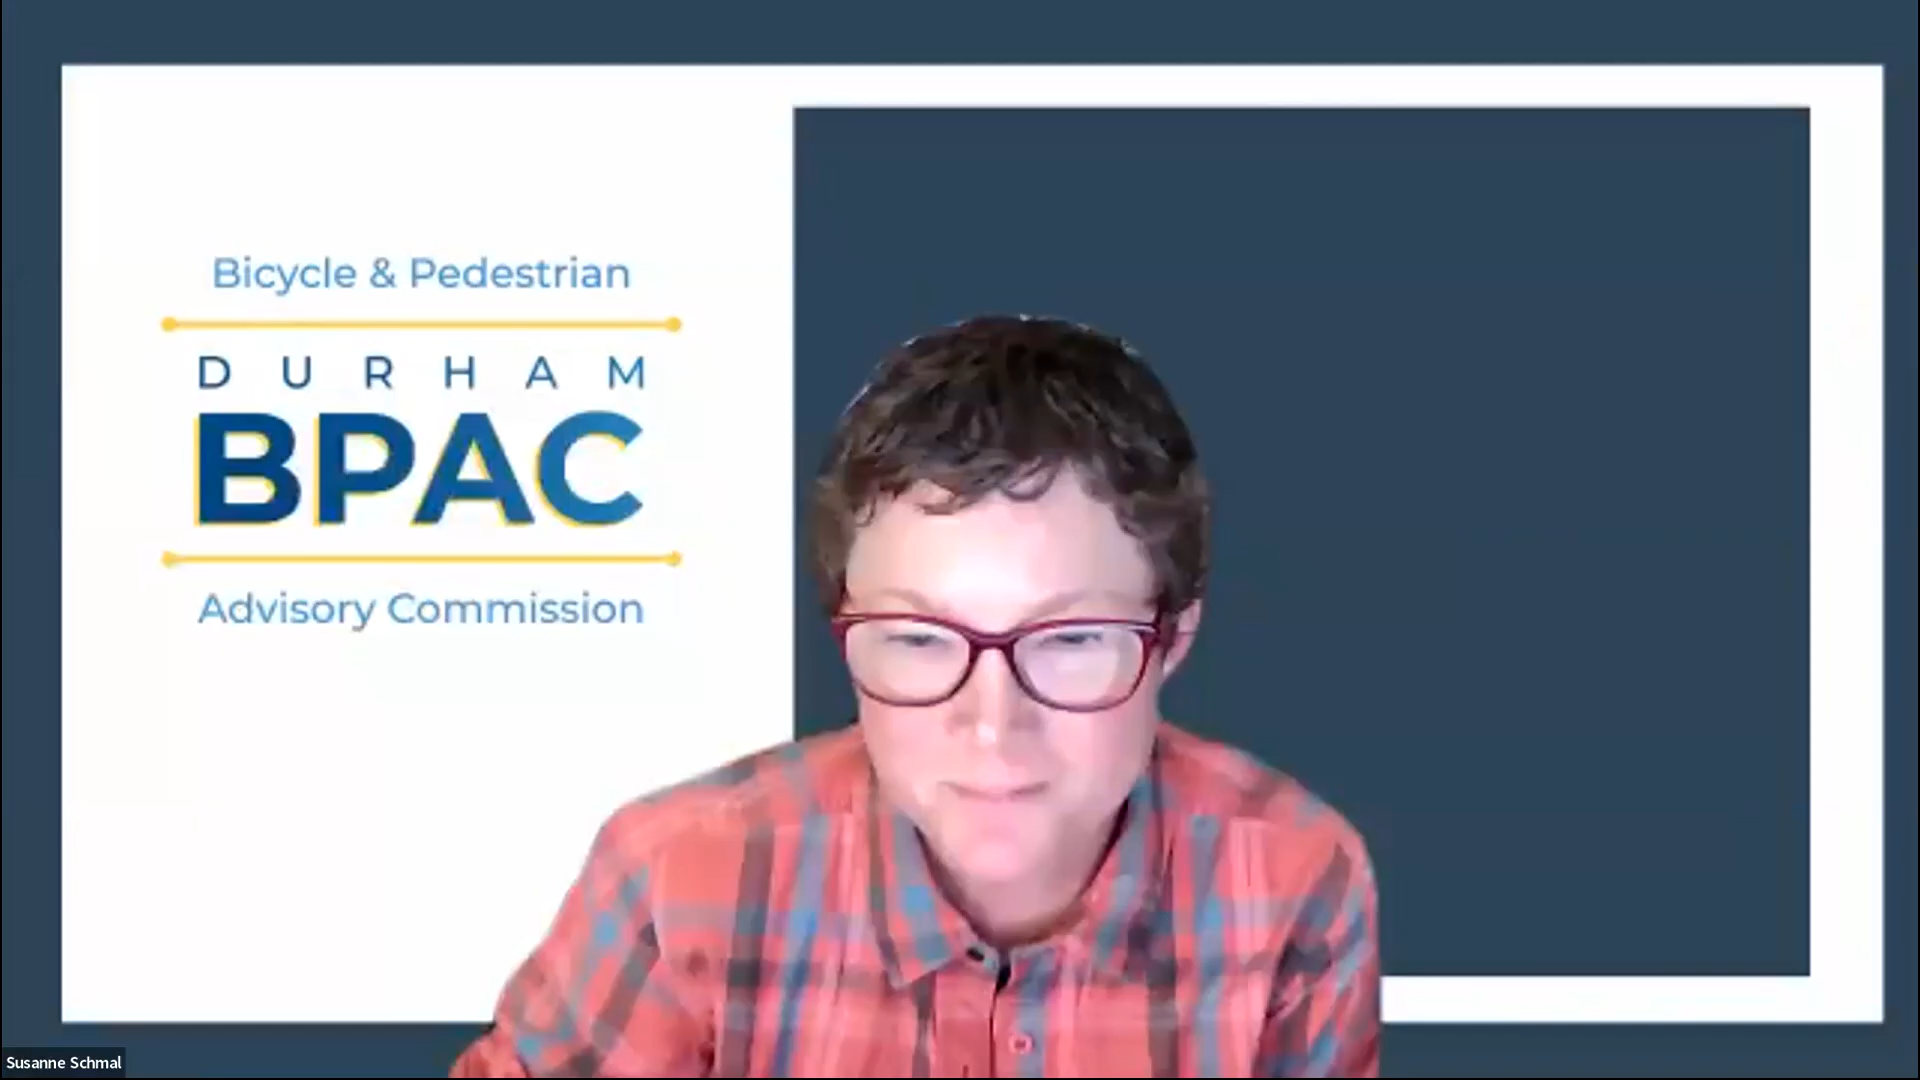 Bicycle & Pedestrian
DURHAM
BPAC
Advisory Commission
Susanne Schmal